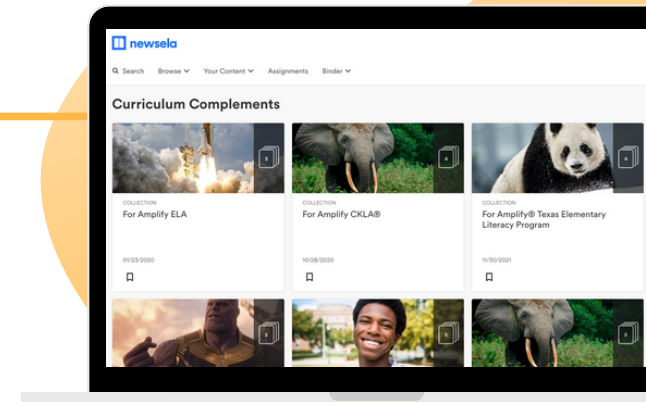 newsela
Search Browse Your Content Assignments Binder
Curriculum Complements
COLLECTION
For Amplify ELA
01/23/2020
COLLECTION
For Amplify CKLA®
10/28/2020
COLLECTION
For Amplify® Texas Elementary
Literacy Program
11/30/2021